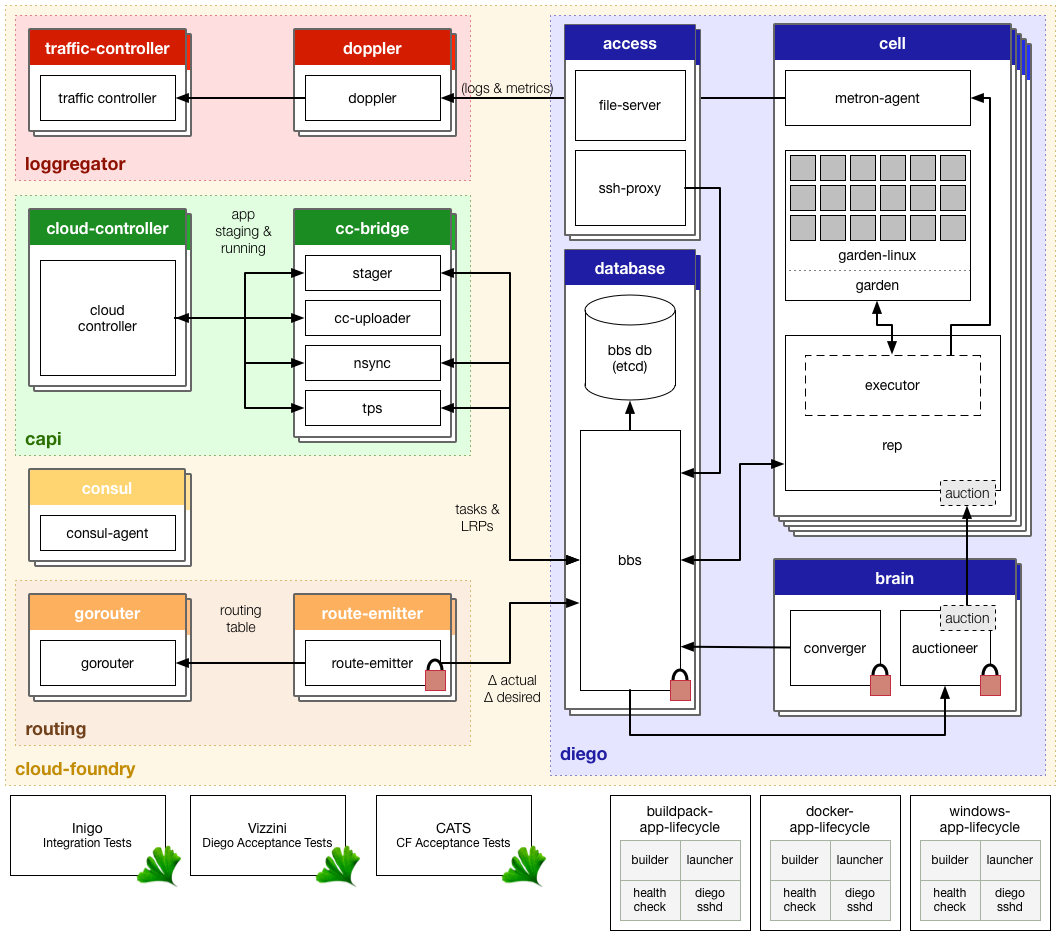 traffic-controller
traffic controller
doppler
doppler
(logs & metrics)
loggregator
cloud-controller
cloud
controller
app
staging &
running
cc-bridge
stager
cc-uploader
nsync
tps
capi
consul
consul-agent
tasks &
LRPs
gorouter
gorouter
routing
table
route-emitter
route-emitter
Δ actual
Δ desired
routing
cloud-foundry
access
file-server
ssh-proxy
database
bbs db
(etcd)
bbs
cell
metron-agent
garden-linux
garden
executor
rep
auction
brain
auction
converger
auctioneer
diego
Inigo
Integration Tests
Vizzini
Diego Acceptance Tests
CATS
CF Acceptance Tests
buildpack-
app-lifecycle
builder
launcher
health
check
diego
sshd
docker-
app-lifecycle
builder
launcher
health
check
diego
sshd
windows-
app-lifecycle
builder
launcher
health
check
diego
sshd